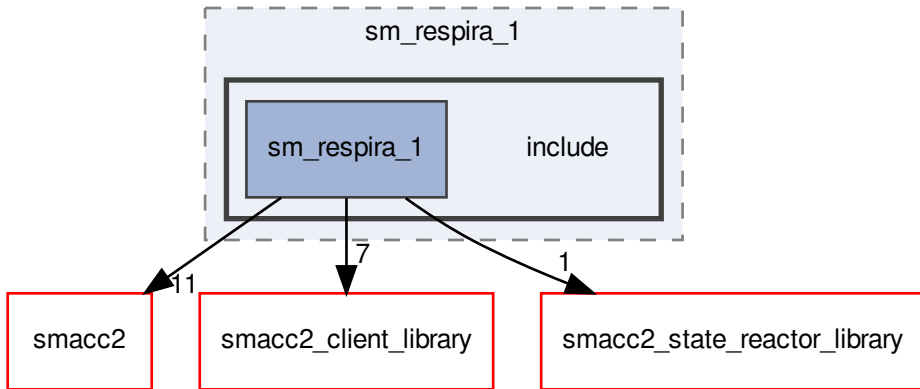 sm_respira_1
sm_respira_1
include
11
7
1
smacc2
smacc2_client_library
smacc2_state_reactor_library